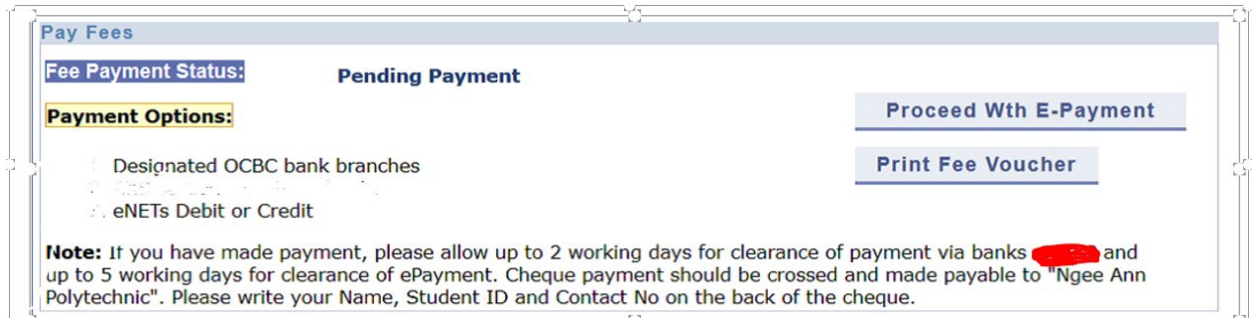 Pay Fees
Fee Payment Status: Pending Payment
Payment Options:
Proceed Wth E-Payment
Designated OCBC bank branches
Print Fee Voucher
eNETs Debit or Credit
Note: If you have made payment, please allow up to 2 working days for clearance of payment via banks and
up to 5 working days for clearance of ePayment. Cheque payment should be crossed and made payable to "Ngee Ann
Polytechnic". Please write your Name, Student ID and Contact No on the back of the cheque.